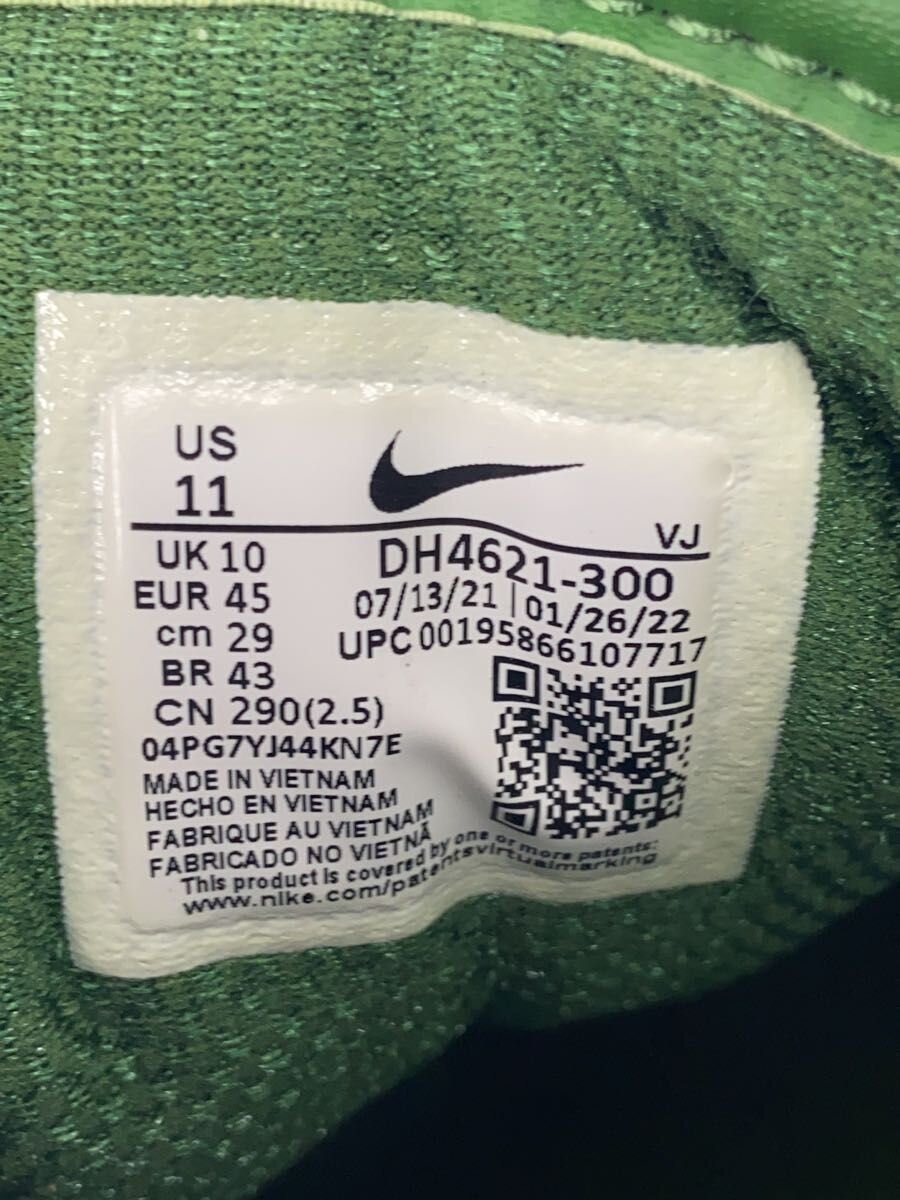 US
11
VJ
UK 10
EUR 45
cm 29
BR 43
CN 290(2.5)
DH4621-300
07/13/21 | 01/26/22
UPC 00195866107717
04PG7YJ44KN7E
MADE IN VIETNAM
HECHO EN VIETNAM
FABRIQUE AU VIETNAM
FABRICADO NO VIETNÃ
This product is covered by one or more patents:
www.nike.com/patentsvirtualmarking